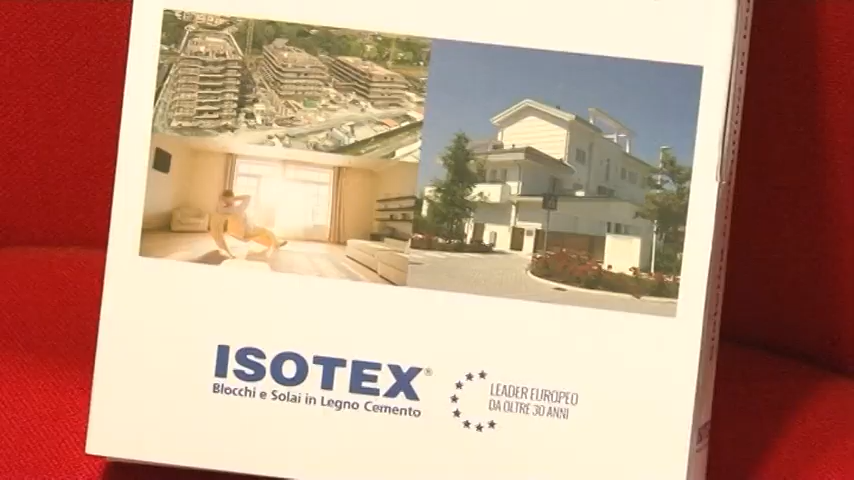 ISOTEX®
Blocchi e Solai in Legno Cemento
LEADER EUROPEO
DA OLTRE 30 ANNI